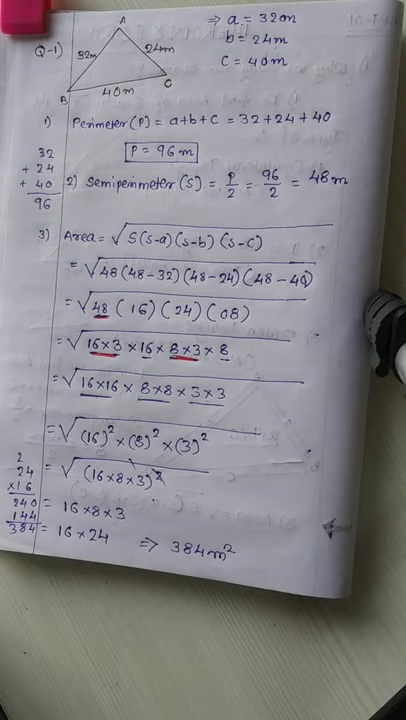 Q-1)
A
32m
24m
B
40m
C
⇒ a = 32m
b = 24m
c = 40m
1) Perimeter (P) = a+b+c = 32+24+40
P = 96m
32
+ 24
+ 40
96
2) Semiperimeter (S) = P/2 = 96/2 = 48m
3) Area = √S(S-a)(S-b)(S-c)
= √48(48-32)(48-24)(48-40)
= √48(16)(24)(08)
= √16×3×16×8×3×8
= √16×16×8×8×3×3
= √(16)²×(8)²×(3)²
= √(16×8×3)²
= 16×8×3
= 16×24 ⇒ 384m²
2
24
×16
240
144
384